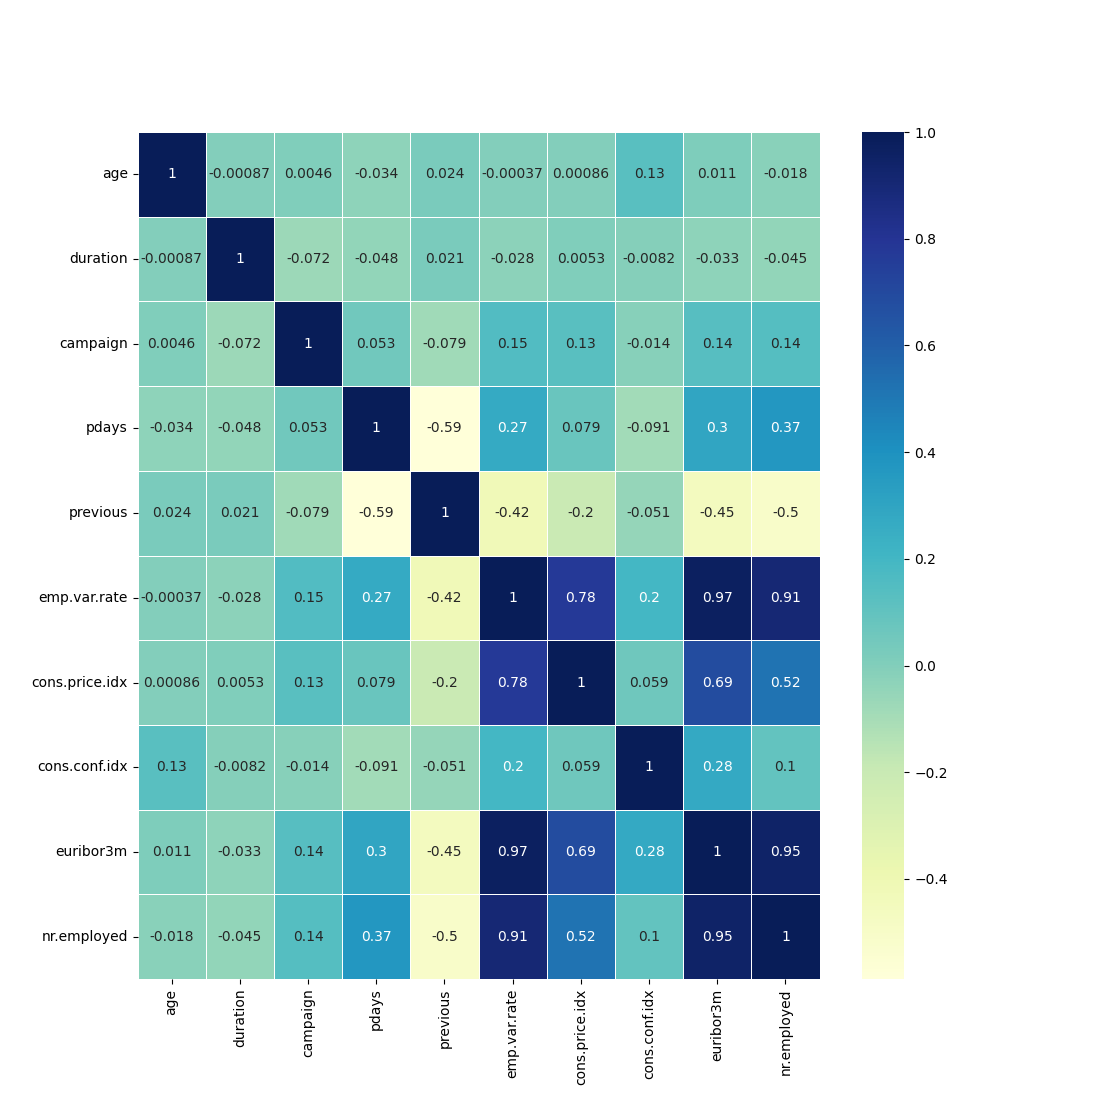 age 1 -0.00087 0.0046 -0.034 0.024 -0.00037 0.00086 0.13 0.011 -0.018
duration -0.00087 1 -0.072 -0.048 0.021 -0.028 0.0053 -0.0082 -0.033 -0.045
campaign 0.0046 -0.072 1 0.053 -0.079 0.15 0.13 -0.014 0.14 0.14
pdays -0.034 -0.048 0.053 1 -0.59 0.27 0.079 -0.091 0.3 0.37
previous 0.024 0.021 -0.079 -0.59 1 -0.42 -0.2 -0.051 -0.45 -0.5
emp.var.rate -0.00037 -0.028 0.15 0.27 -0.42 1 0.78 0.2 0.97 0.91
cons.price.idx 0.00086 0.0053 0.13 0.079 -0.2 0.78 1 0.059 0.69 0.52
cons.conf.idx 0.13 -0.0082 -0.014 -0.091 -0.051 0.2 0.059 1 0.28 0.1
euribor3m 0.011 -0.033 0.14 0.3 -0.45 0.97 0.69 0.28 1 0.95
nr.employed -0.018 -0.045 0.14 0.37 -0.5 0.91 0.52 0.1 0.95 1
age duration campaign pdays previous emp.var.rate cons.price.idx cons.conf.idx euribor3m nr.employed
1.0
0.8
0.6
0.4
0.2
0.0
−0.2
−0.4